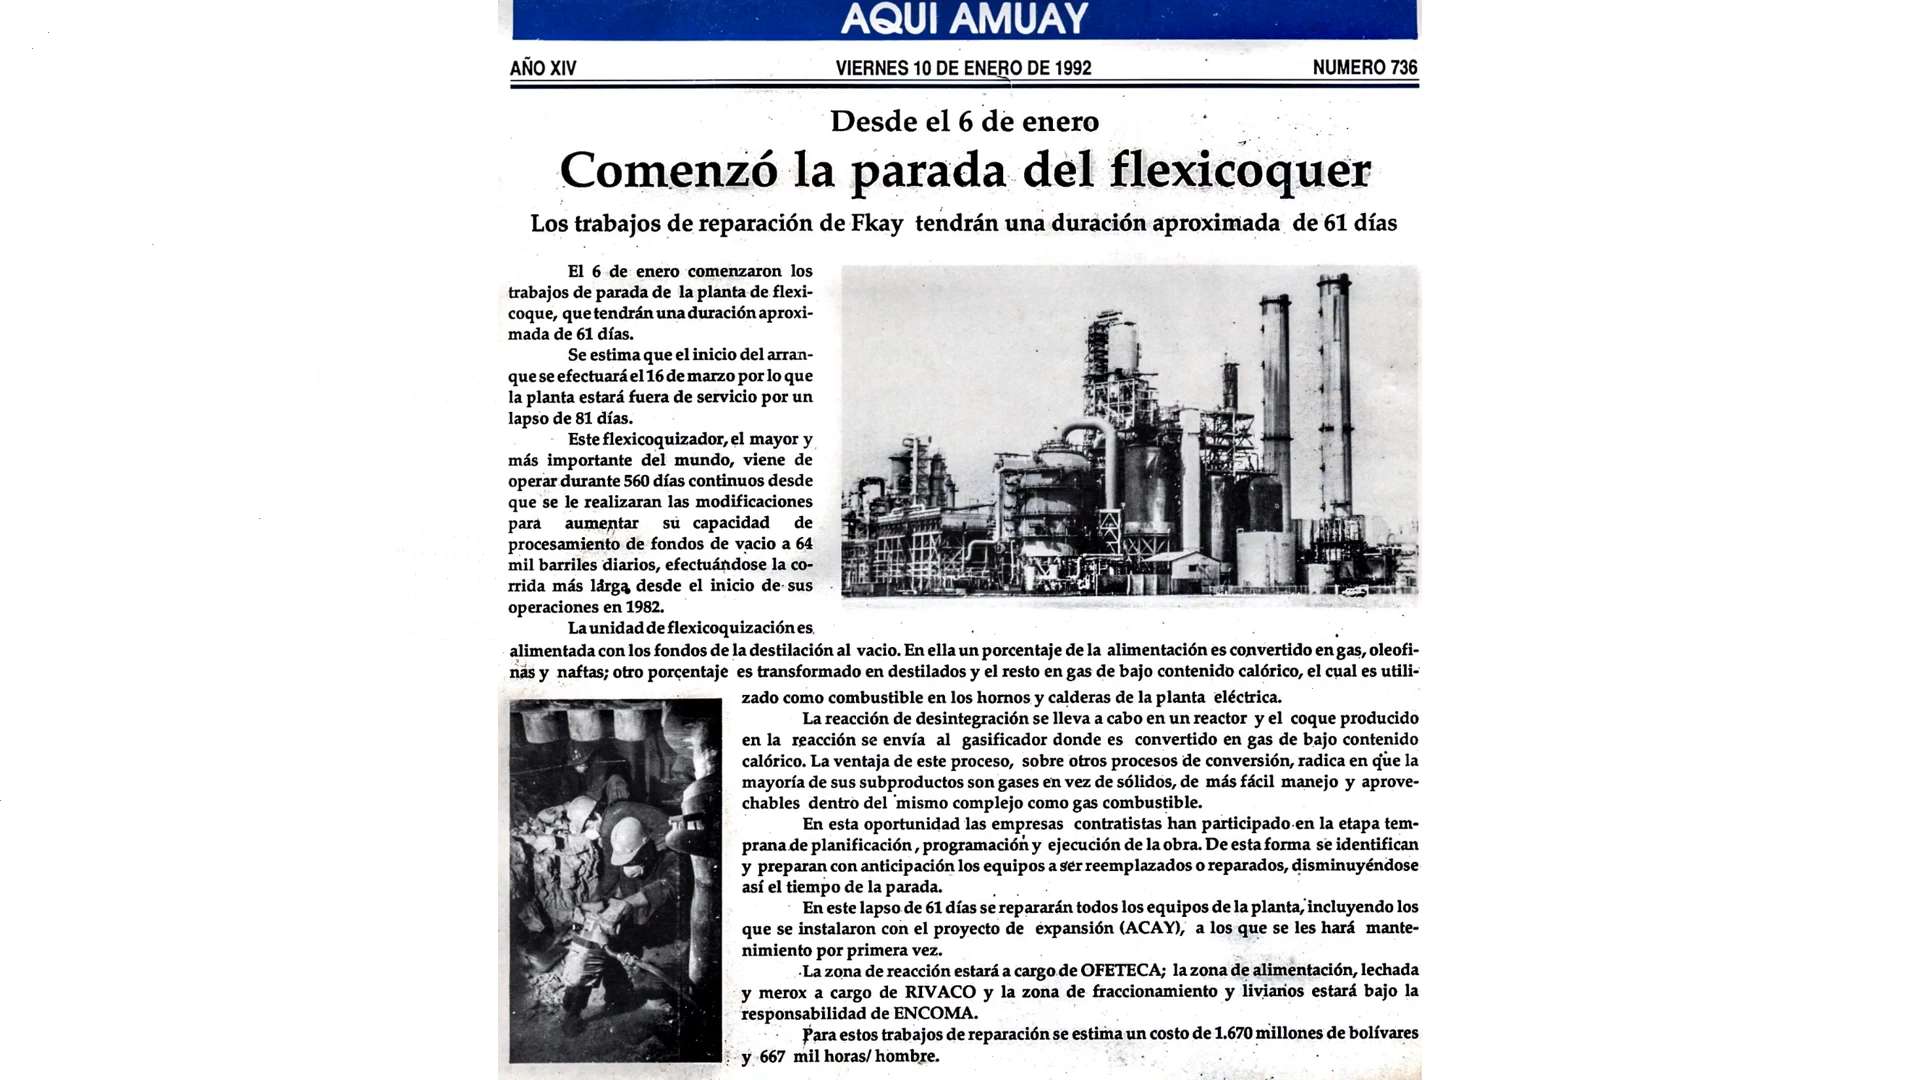 AQUI AMUAY
AÑO XIV VIERNES 10 DE ENERO DE 1992 NUMERO 736
Desde el 6 de enero
Comenzó la parada del flexicoquer
Los trabajos de reparación de Fkay tendrán una duración aproximada de 61 días
El 6 de enero comenzaron los
trabajos de parada de la planta de flexi-
coque, que tendrán una duración aproxi-
mada de 61 días.
Se estima que el inicio del arran-
que se efectuará el 16 de marzo por lo que
la planta estará fuera de servicio por un
lapso de 81 días.
Este flexicoquizador, el mayor y
más importante del mundo, viene de
operar durante 560 días continuos desde
que se le realizaran las modificaciones
para aumentar su capacidad de
procesamiento de fondos de vacio a 64
mil barriles diarios, efectuándose la co-
rrida más larga desde el inicio de sus
operaciones en 1982.
La unidad de flexicoquización es
alimentada con los fondos de la destilación al vacio. En ella un porcentaje de la alimentación es convertido en gas, oleofi-
nas y naftas; otro porcentaje es transformado en destilados y el resto en gas de bajo contenido calórico, el cual es utili-
zado como combustible en los hornos y calderas de la planta eléctrica.
La reacción de desintegración se lleva a cabo en un reactor y el coque producido
en la reacción se envía al gasificador donde es convertido en gas de bajo contenido
calórico. La ventaja de este proceso, sobre otros procesos de conversión, radica en que la
mayoría de sus subproductos son gases en vez de sólidos, de más fácil manejo y aprove-
chables dentro del mismo complejo como gas combustible.
En esta oportunidad las empresas contratistas han participado en la etapa tem-
prana de planificación, programación y ejecución de la obra. De esta forma se identifican
y preparan con anticipación los equipos a ser reemplazados o reparados, disminuyéndose
así el tiempo de la parada.
En este lapso de 61 días se repararán todos los equipos de la planta, incluyendo los
que se instalaron con el proyecto de expansión (ACAY), a los que se les hará mante-
nimiento por primera vez.
La zona de reacción estará a cargo de OFETECA; la zona de alimentación, lechada
y merox a cargo de RIVACO y la zona de fraccionamiento y livianos estará bajo la
responsabilidad de ENCOMA.
Para estos trabajos de reparación se estima un costo de 1.670 millones de bolívares
y 667 mil horas/ hombre.